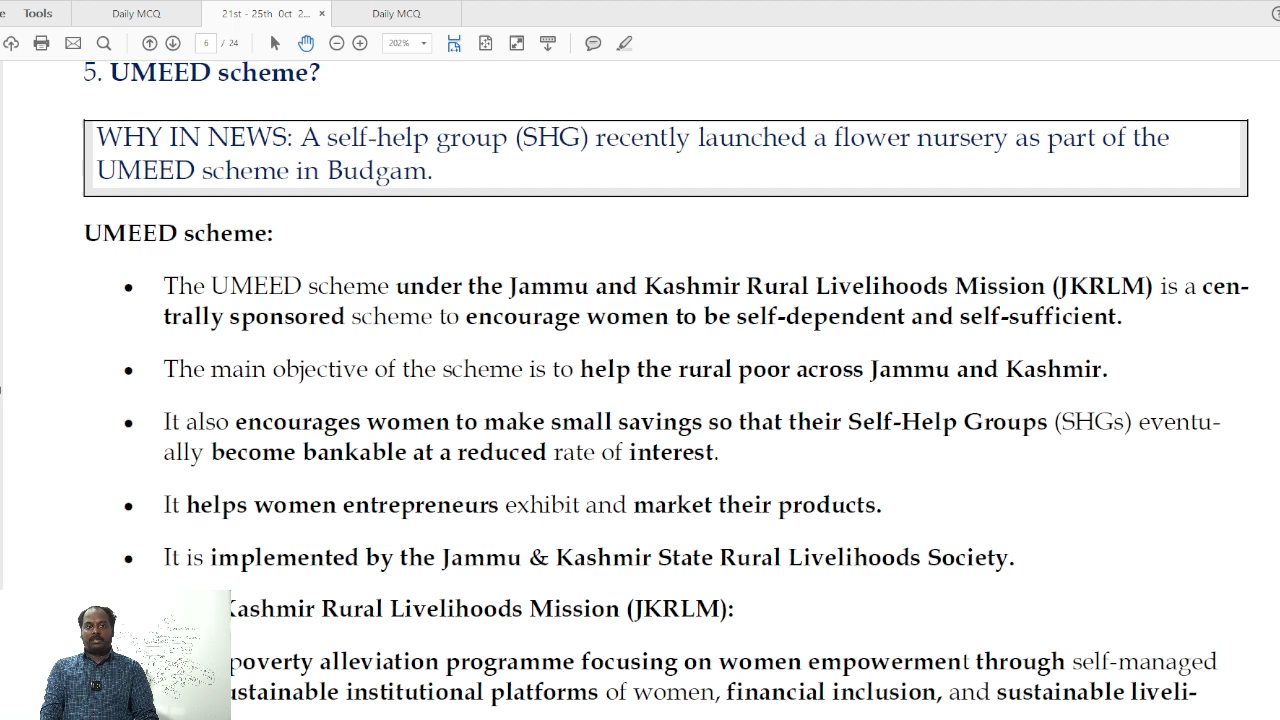 Tools
Daily MCQ
21st - 25th Oct 2...
Daily MCQ
6 / 24
202%
5. UMEED scheme?
WHY IN NEWS: A self-help group (SHG) recently launched a flower nursery as part of the
UMEED scheme in Budgam.
UMEED scheme:
The UMEED scheme under the Jammu and Kashmir Rural Livelihoods Mission (JKRLM) is a cen-
trally sponsored scheme to encourage women to be self-dependent and self-sufficient.
The main objective of the scheme is to help the rural poor across Jammu and Kashmir.
It also encourages women to make small savings so that their Self-Help Groups (SHGs) eventu-
ally become bankable at a reduced rate of interest.
It helps women entrepreneurs exhibit and market their products.
It is implemented by the Jammu & Kashmir State Rural Livelihoods Society.
Kashmir Rural Livelihoods Mission (JKRLM):
poverty alleviation programme focusing on women empowerment through self-managed
ustainable institutional platforms of women, financial inclusion, and sustainable liveli-